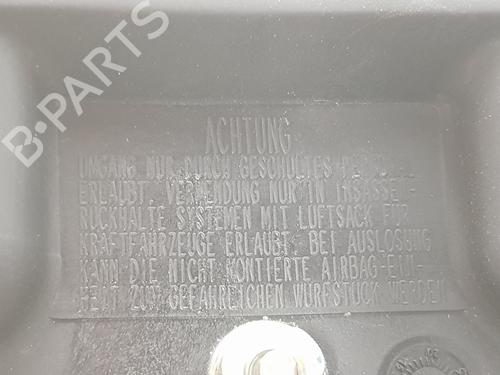 B-PARTS
ACHTUNG
UMGANG NUR DURCH GESCHULTES PERSONAL
ERLAUBT. VERWENDUNG NUR IN INSASSEN-
RÜCKHALTE SYSTEMEN MIT LUFTSACK FÜR
KRAFTFAHRZEUGE ERLAUBT. BEI AUSLÖSUNG
KANN DIE NICHT MONTIERTE AIRBAG-EIN-
HEIT ZUM GEFÄHRLICHEN WURFSTÜCK WERDEN